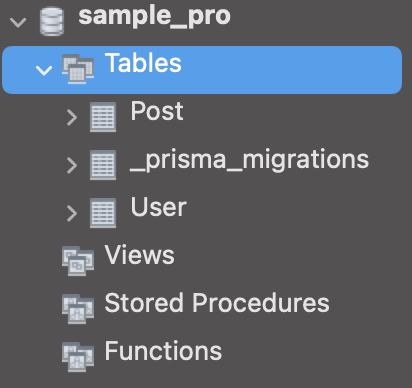 sample_pro
Tables
Post
_prisma_migrations
User
Views
Stored Procedures
Functions